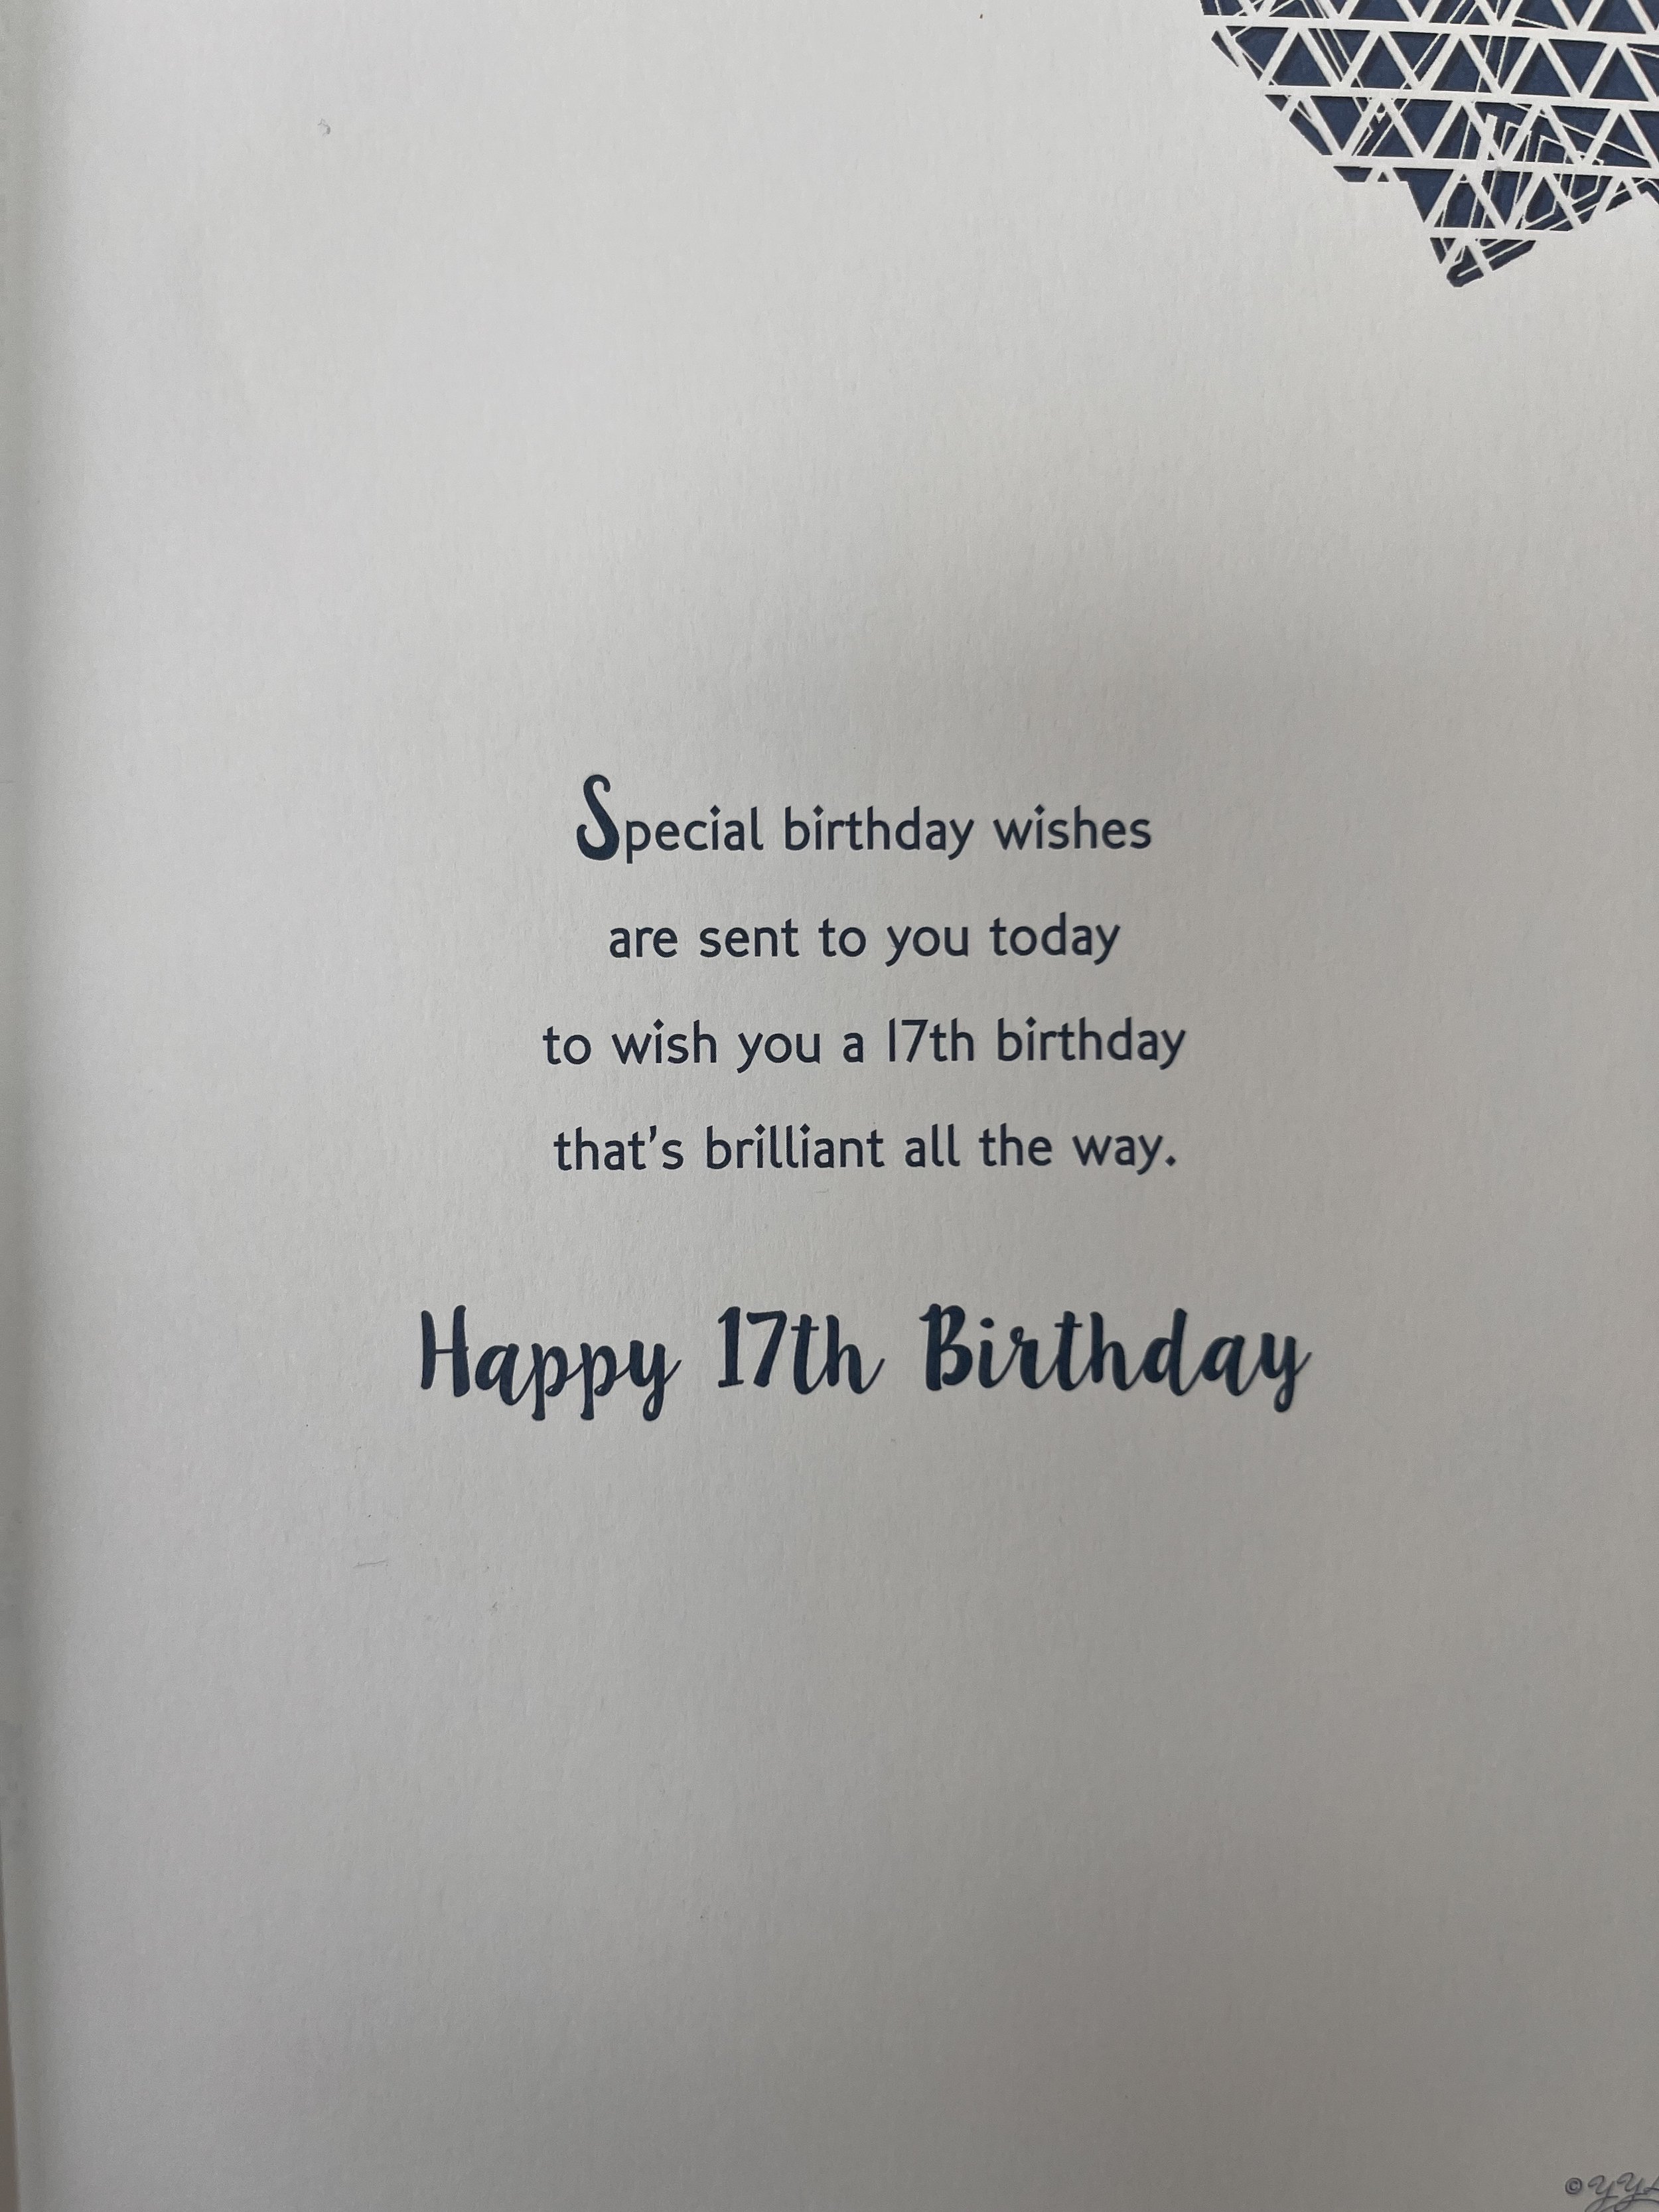 Special birthday wishes
are sent to you today
to wish you a 17th birthday
that's brilliant all the way.
Happy 17th Birthday